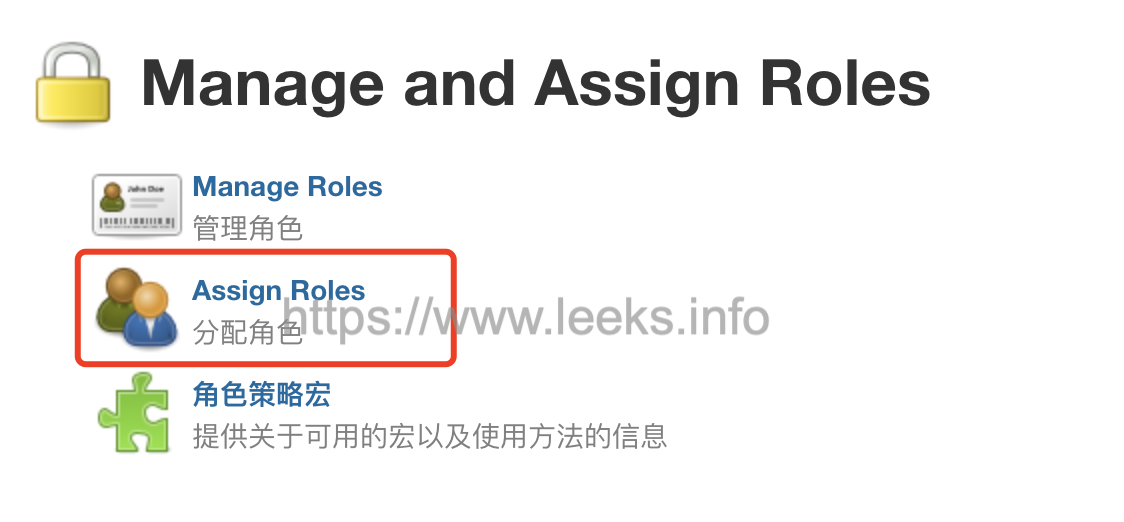 Manage and Assign Roles
John Doe
Manage Roles
管理角色
Assign Roles
分配角色
https://www.leeks.info
角色策略宏
提供关于可用的宏以及使用方法的信息